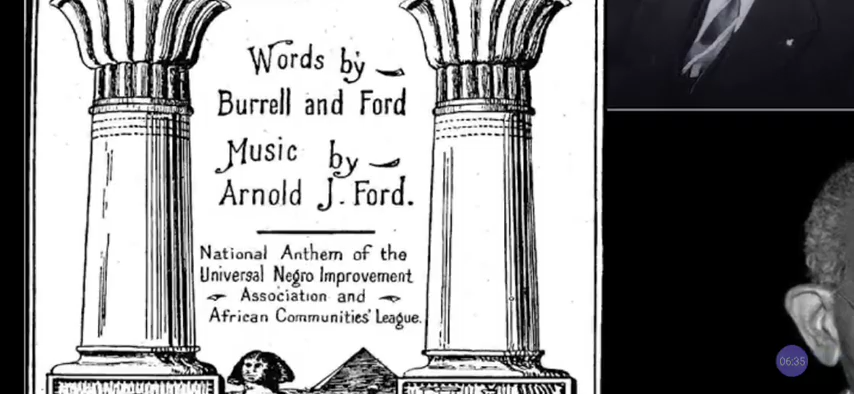 Words by
Burrell and Ford
Music by
Arnold J. Ford.
National Anthem of the
Universal Negro Improvement
Association and
African Communities' League.
06:35